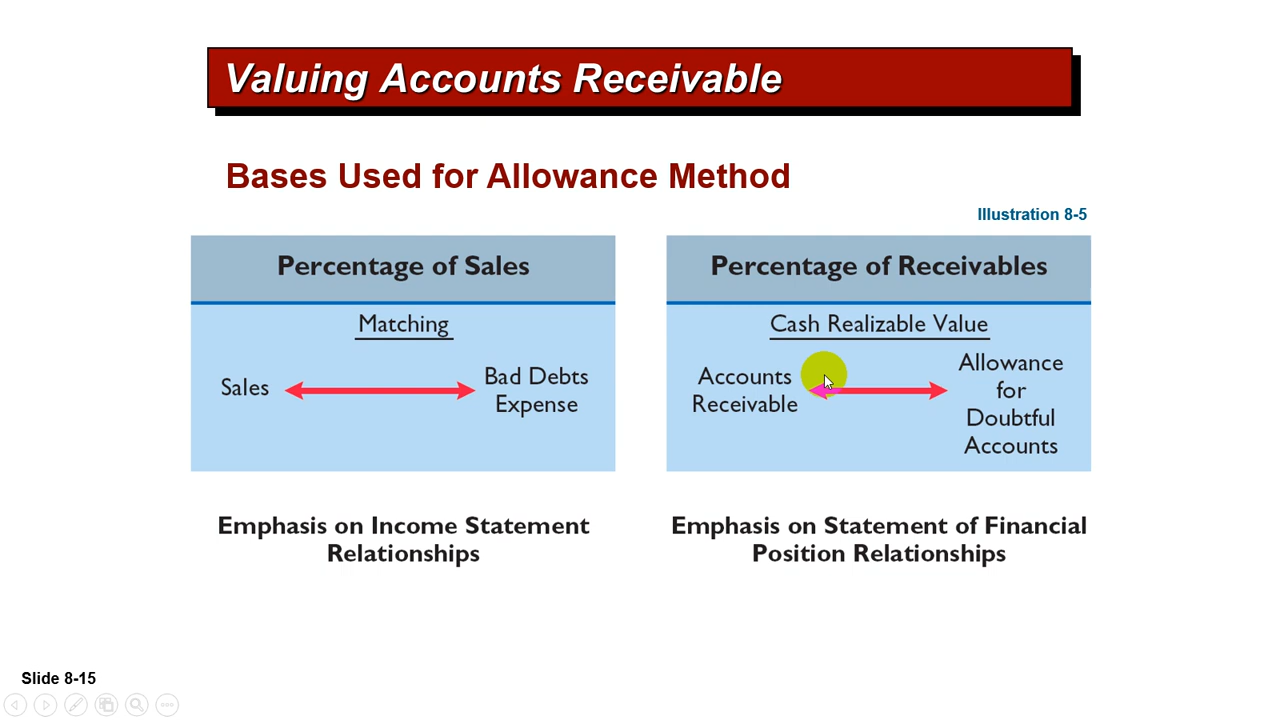 Valuing Accounts Receivable
Bases Used for Allowance Method
Illustration 8-5
Percentage of Sales
Matching
Sales
Bad Debts
Expense
Emphasis on Income Statement
Relationships
Percentage of Receivables
Cash Realizable Value
Accounts
Receivable
Allowance
for
Doubtful
Accounts
Emphasis on Statement of Financial
Position Relationships
Slide 8-15